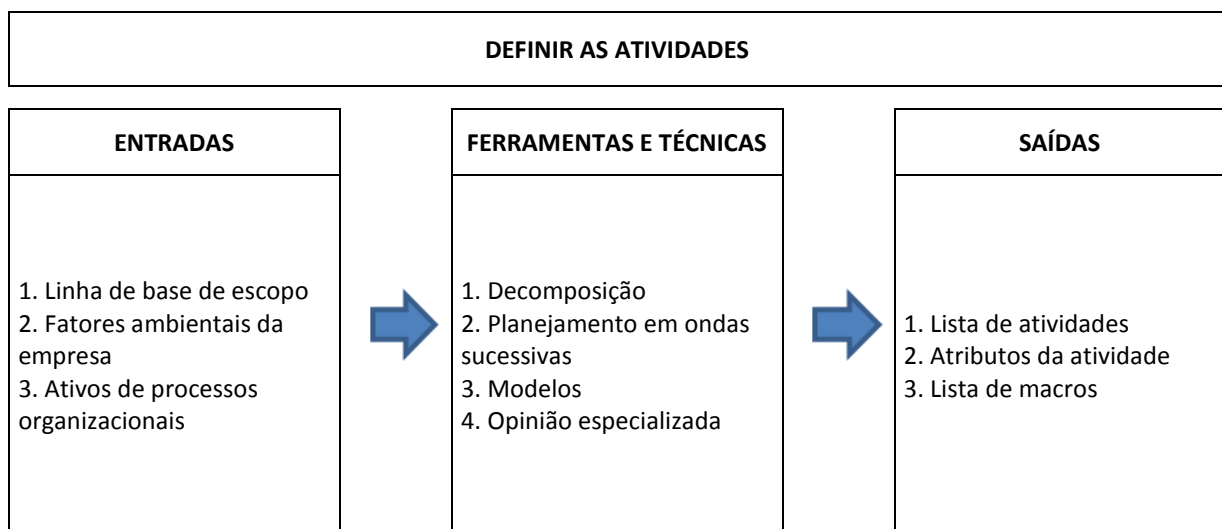 DEFINIR AS ATIVIDADES
ENTRADAS
1. Linha de base de escopo
2. Fatores ambientais da
empresa
3. Ativos de processos
organizacionais
FERRAMENTAS E TÉCNICAS
1. Decomposição
2. Planejamento em ondas
sucessivas
3. Modelos
4. Opinião especializada
SAÍDAS
1. Lista de atividades
2. Atributos da atividade
3. Lista de macros